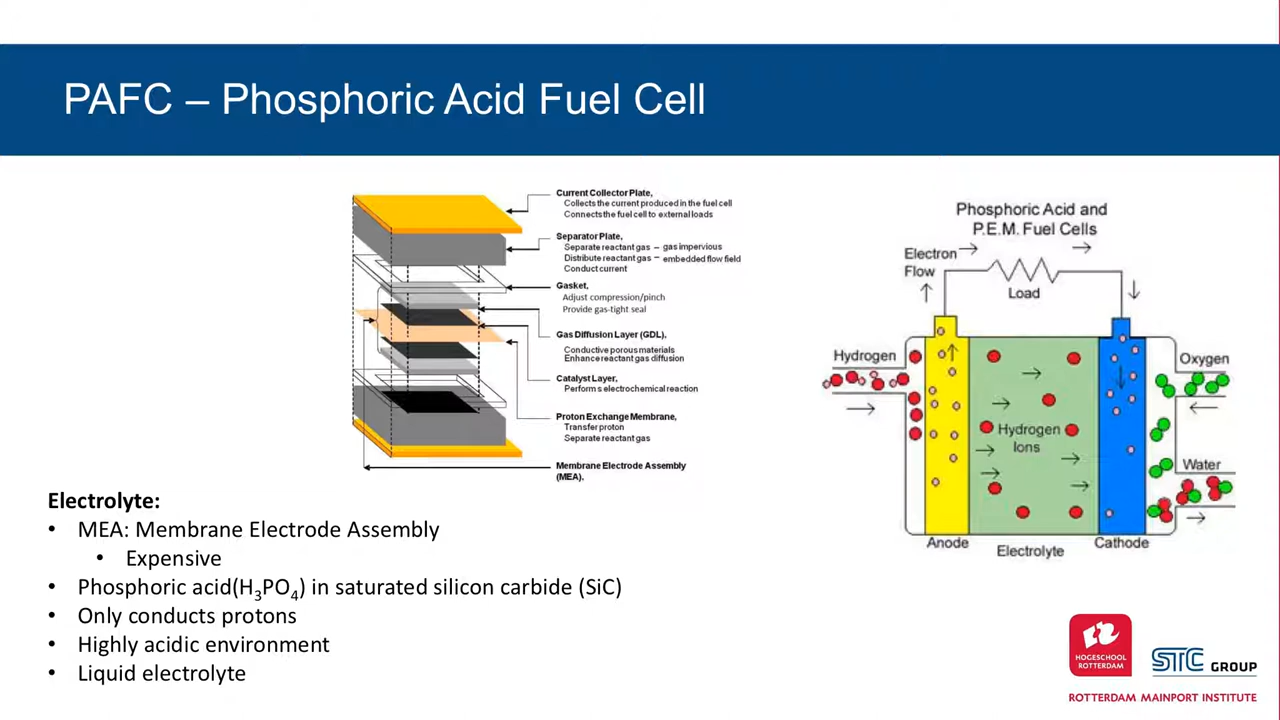 PAFC – Phosphoric Acid Fuel Cell
Current Collector Plate,
Collects the current produced in the fuel cell
Connects the fuel cell to external loads
Separator Plate,
Separate reactant gas – gas impervious
Distribute reactant gas – embedded flow field
Conduct current
Gasket,
Adjust compression/pinch
Provide gas-tight seal
Gas Diffusion Layer (GDL),
Conductive porous materials
Enhance reactant gas diffusion
Catalyst Layer,
Performs electrochemical reaction
Proton Exchange Membrane,
Transfer proton
Separate reactant gas
Membrane Electrode Assembly
(MEA),
Phosphoric Acid and
P.E.M. Fuel Cells
Electron
Flow
Load
Hydrogen
Oxygen
Hydrogen
Ions
Water
Anode
Electrolyte
Cathode
Electrolyte:
• MEA: Membrane Electrode Assembly
• Expensive
• Phosphoric acid(H₃PO₄) in saturated silicon carbide (SiC)
• Only conducts protons
• Highly acidic environment
• Liquid electrolyte
HOGESCHOOL
ROTTERDAM
STC GROUP
ROTTERDAM MAINPORT INSTITUTE